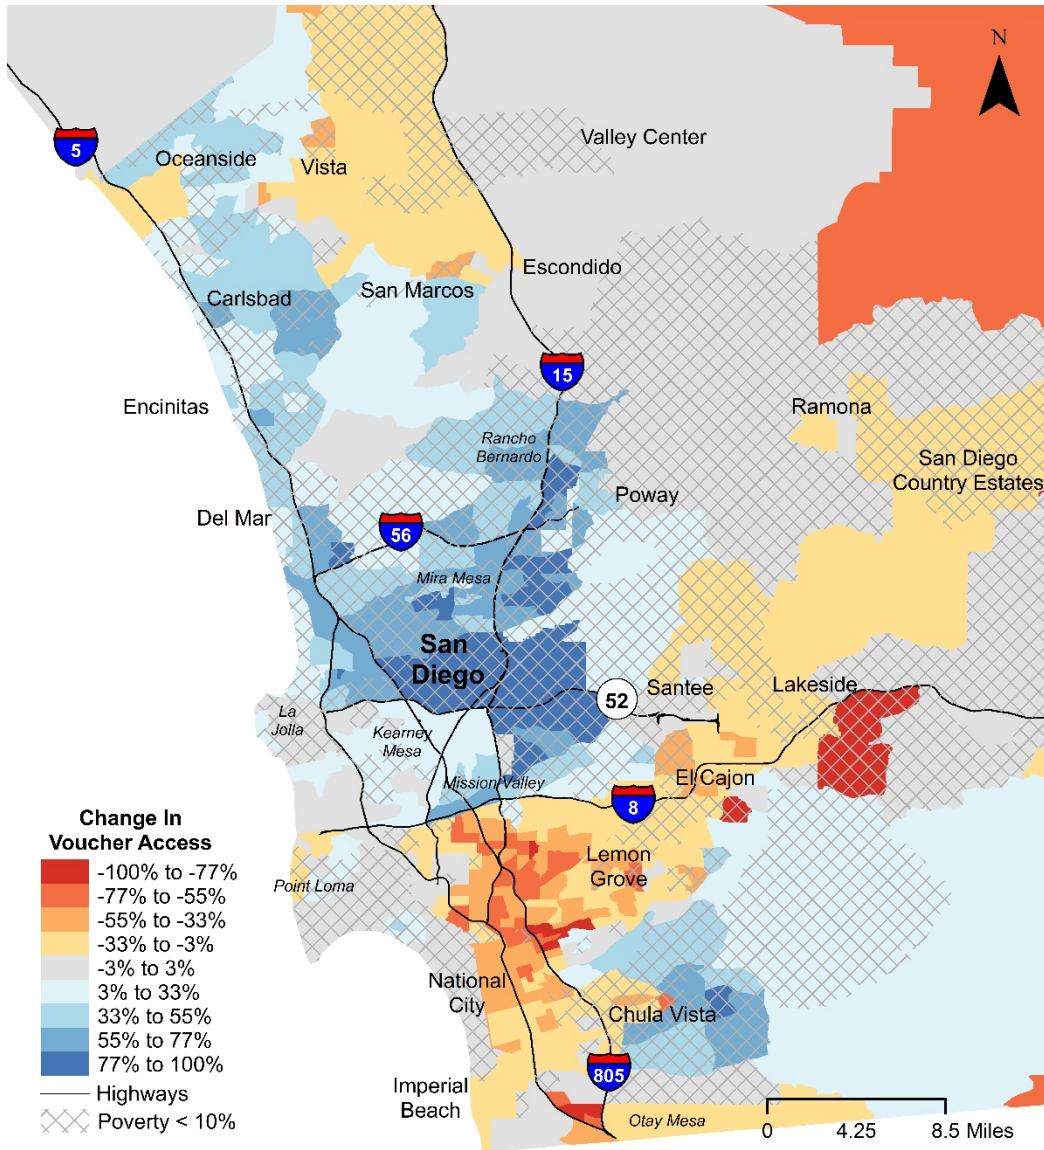 N
Valley Center
5
Oceanside
Vista
Escondido
San Marcos
Carlsbad
15
Encinitas
Ramona
Rancho
Bernardo
San Diego
Country Estates
Poway
Del Mar
56
Mira Mesa
San
Diego
Santee
Lakeside
52
La
Jolla
Kearney
Mesa
El Cajon
Mission Valley
8
Change In
Voucher Access
-100% to -77%
-77% to -55%
-55% to -33%
-33% to -3%
-3% to 3%
3% to 33%
33% to 55%
55% to 77%
77% to 100%
Highways
Poverty < 10%
Lemon
Grove
Point Loma
National
City
Chula Vista
805
Imperial
Beach
Otay Mesa
0 4.25 8.5 Miles